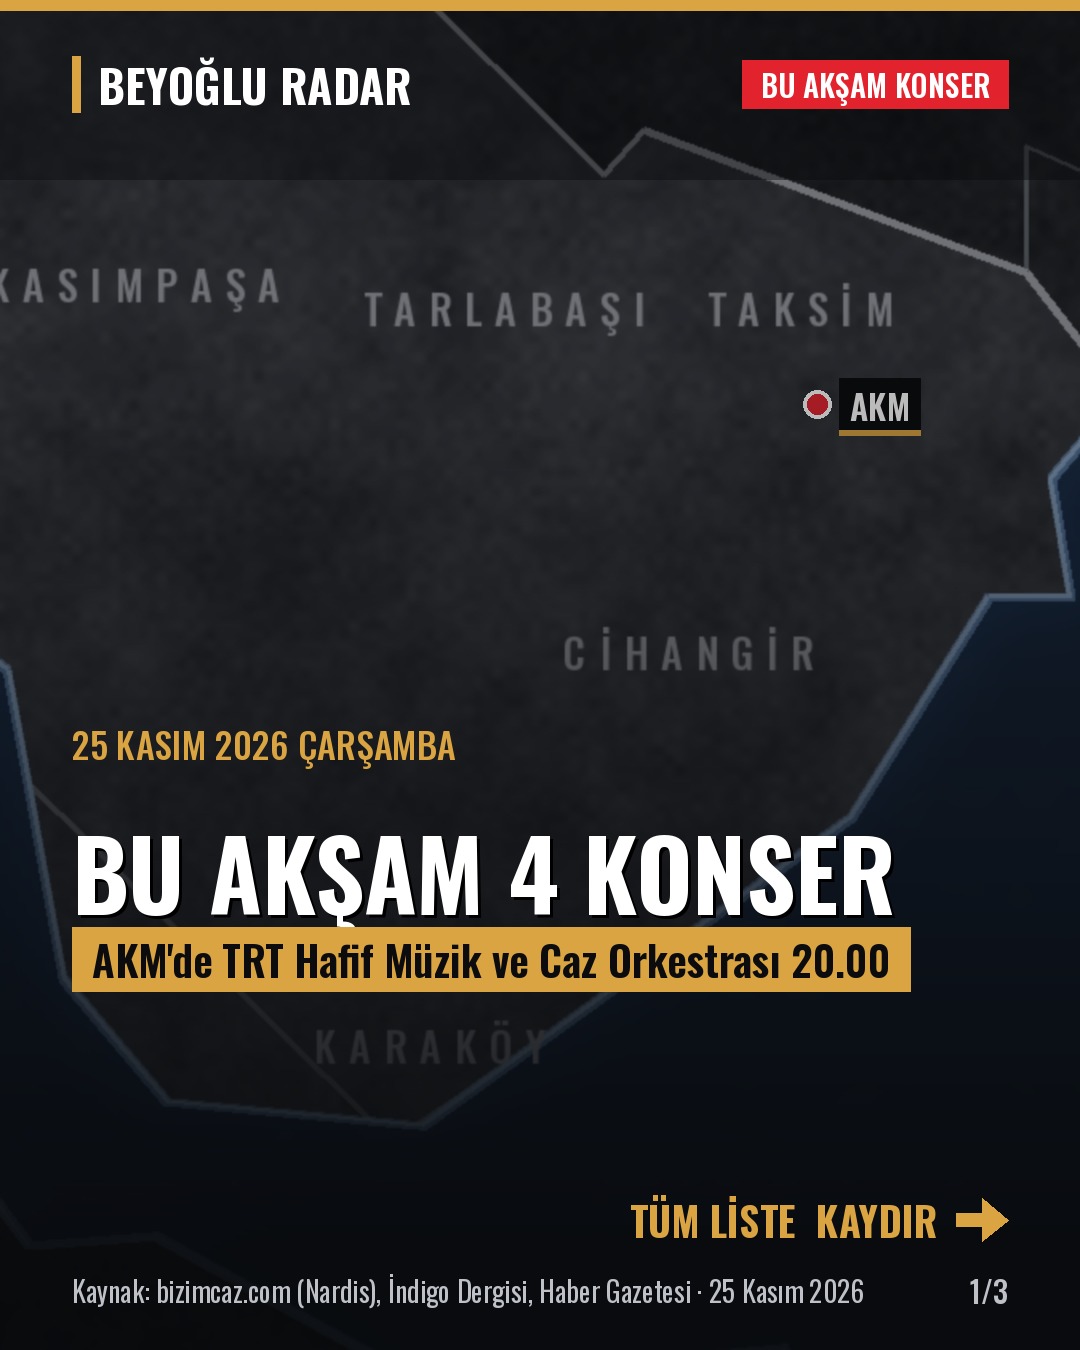 BEYOĞLU RADAR
BU AKŞAM KONSER
KASIMPAŞA
TARLABAŞI
TAKSİM
AKM
CİHANGİR
25 KASIM 2026 ÇARŞAMBA
BU AKŞAM 4 KONSER
AKM'de TRT Hafif Müzik ve Caz Orkestrası 20.00
KARAKÖY
TÜM LİSTE KAYDIR
Kaynak: bizimcaz.com (Nardis), İndigo Dergisi, Haber Gazetesi · 25 Kasım 2026
1/3